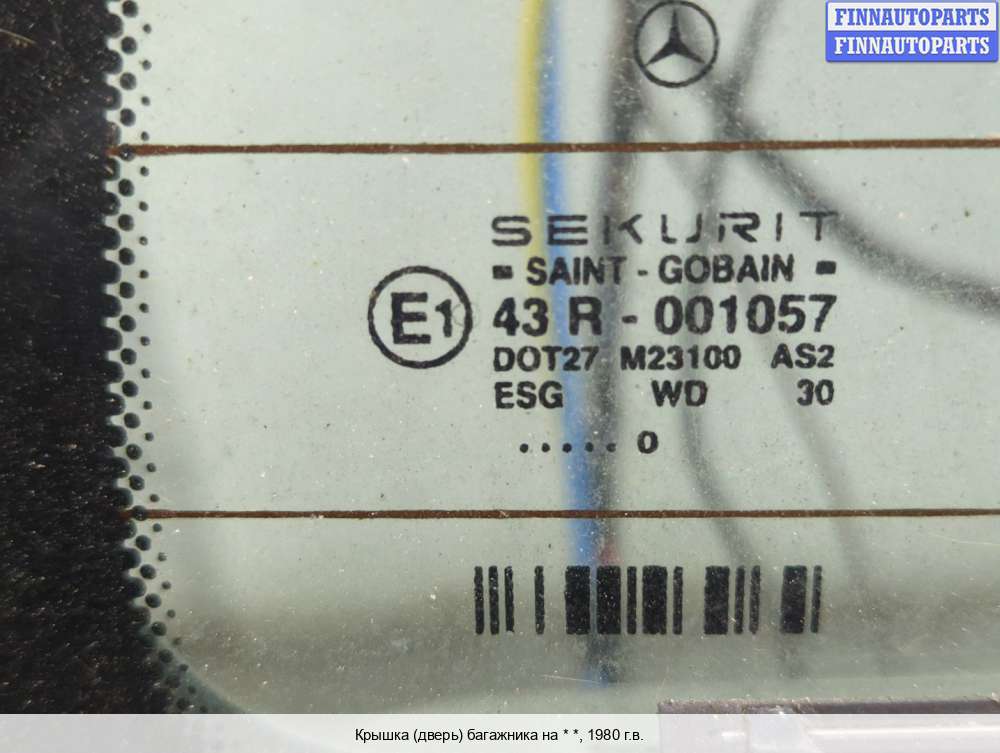 FINNAUTOPARTS
FINNAUTOPARTS
SEKURIT
- SAINT - GOBAIN -
E1 43 R - 001057
DOT27 M23100 AS2
ESG WD 30
.....0
Крышка (дверь) багажника на * *, 1980 г.в.